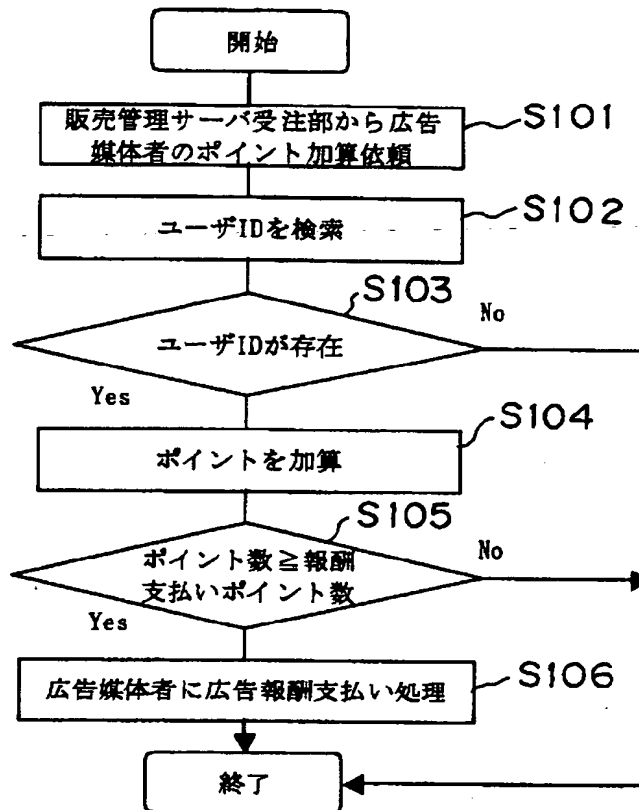 開始
販売管理サーバ受注部から広告
媒体者のポイント加算依頼
S101
ユーザIDを検索
S102
S103
ユーザIDが存在
No
Yes
S104
ポイントを加算
S105
ポイント数≧報酬
支払いポイント数
No
Yes
広告媒体者に広告報酬支払い処理
S106
終了